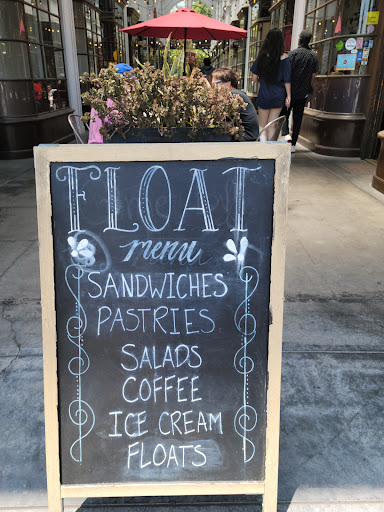 FLOAT
menu
SANDWICHES
PASTRIES
SALADS
COFFEE
ICE CREAM
FLOATS